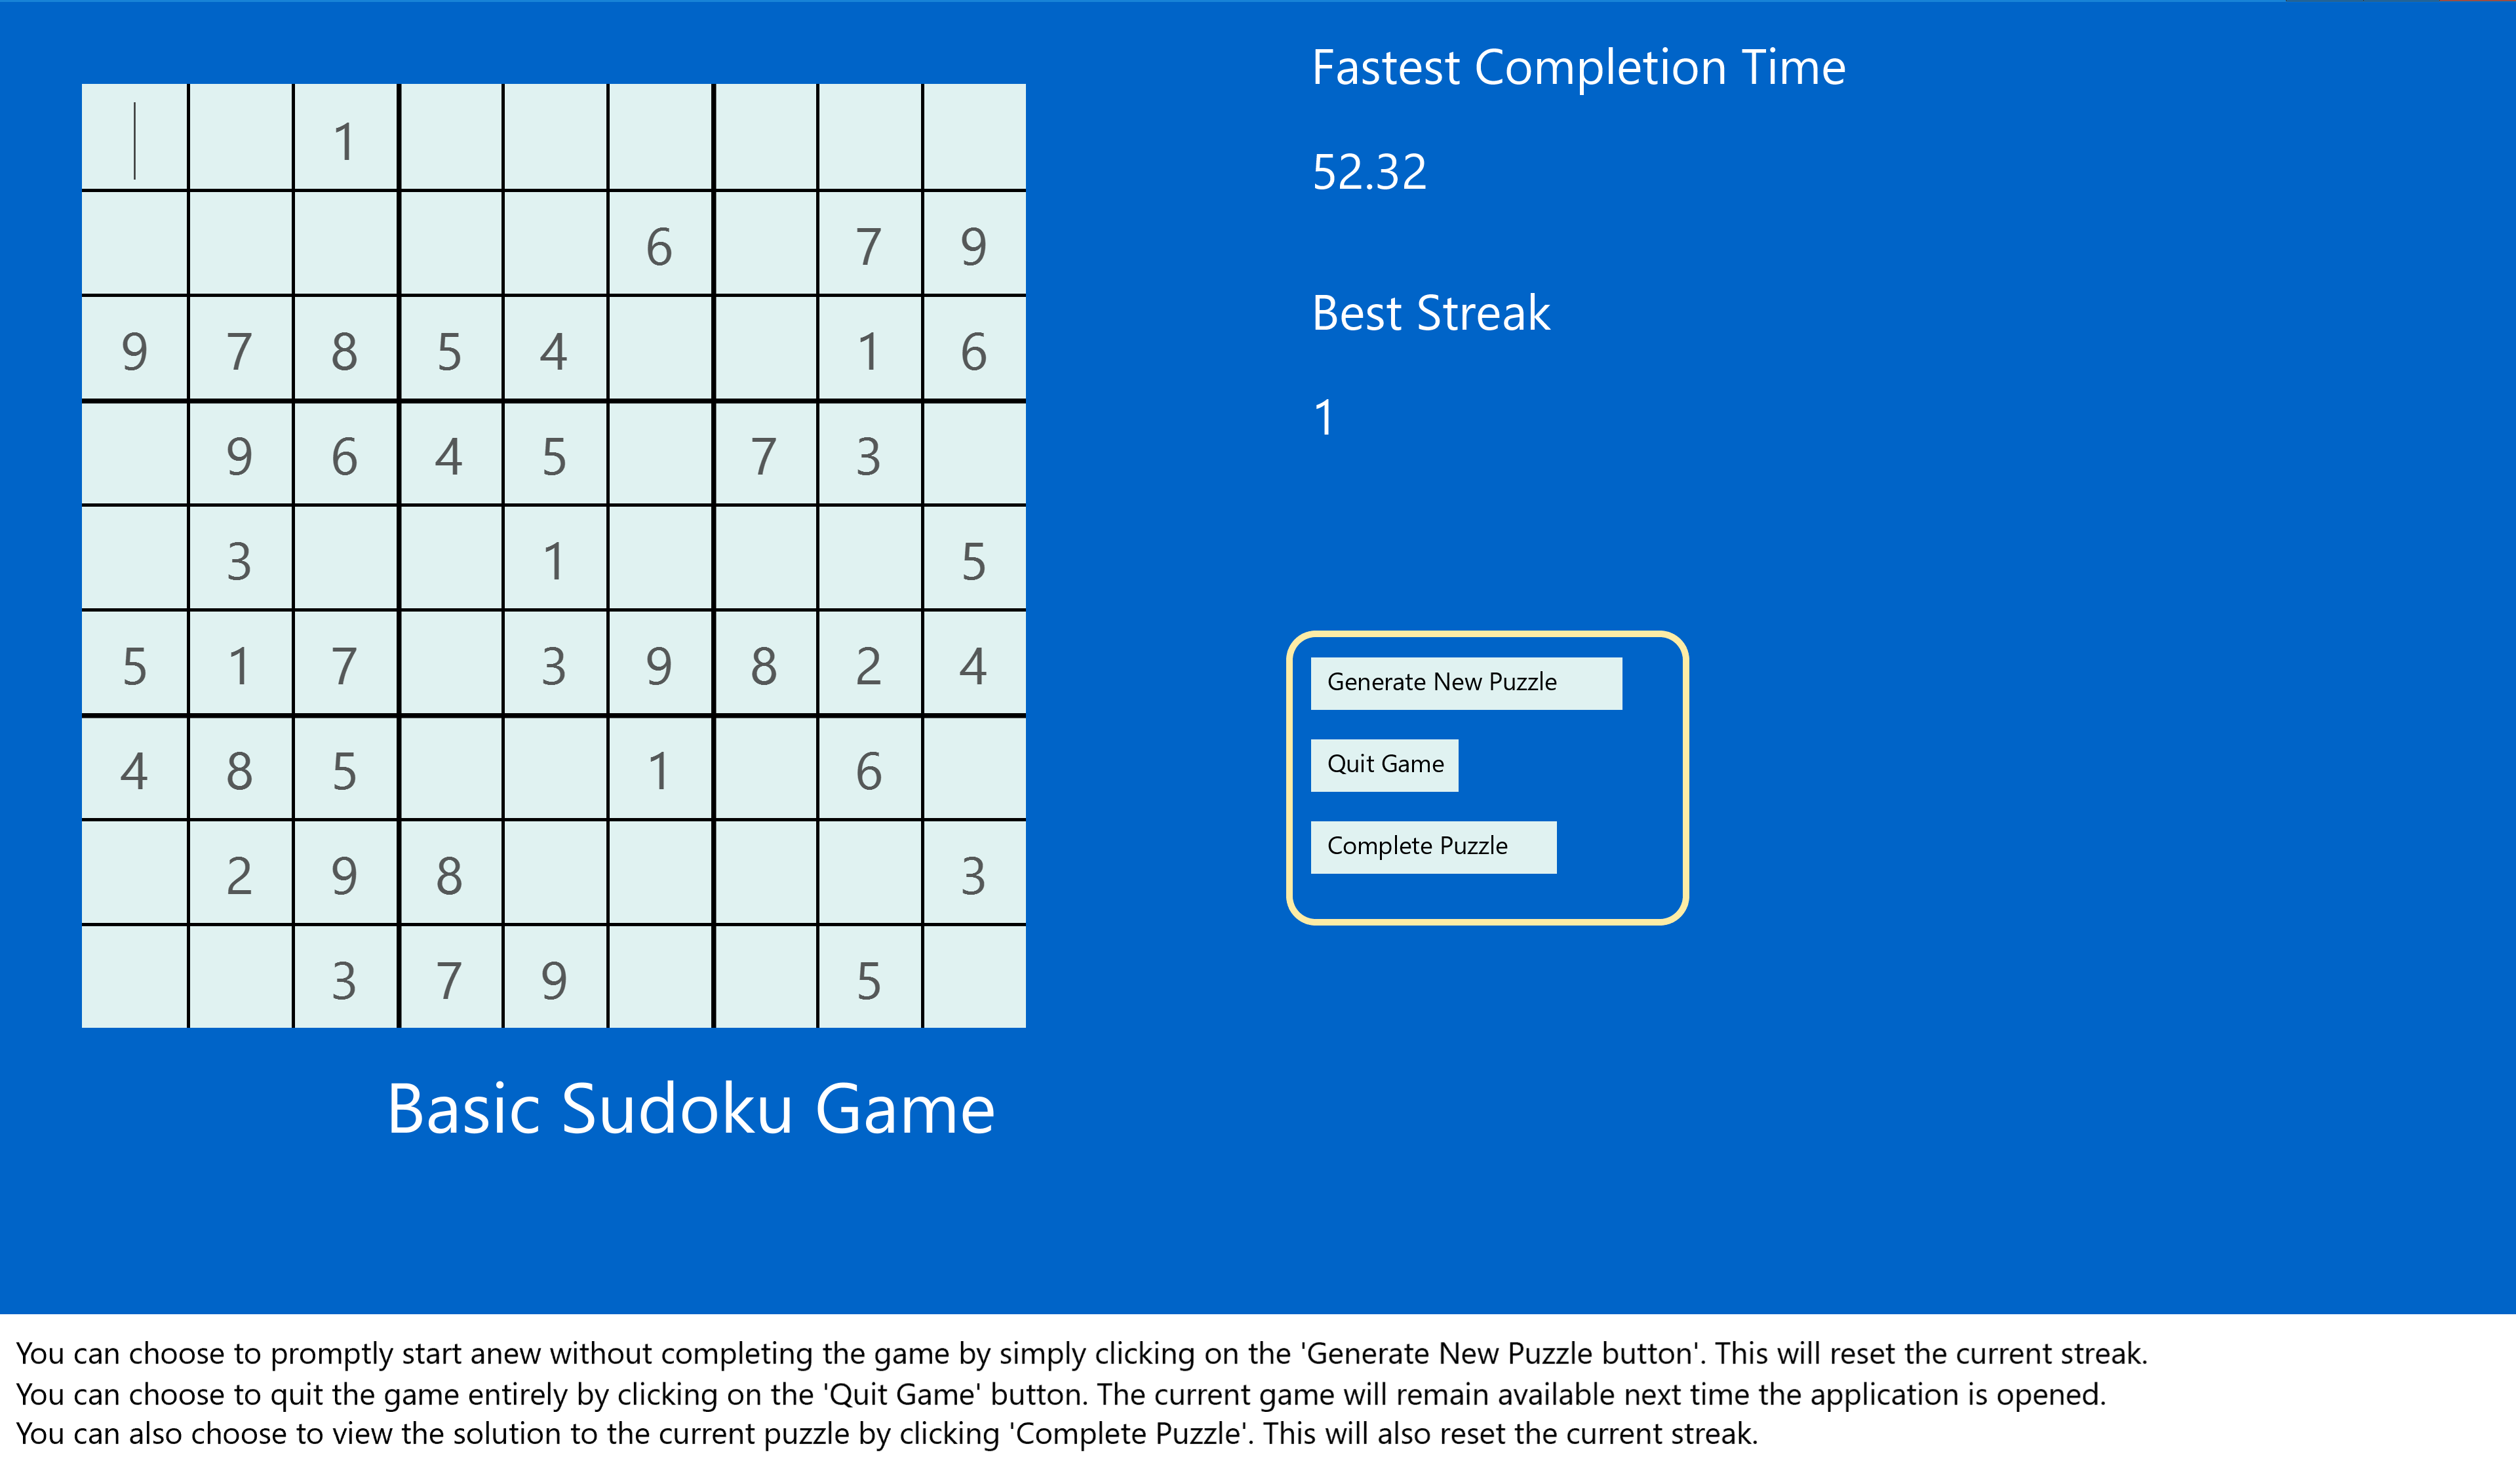 1
6 7 9
9 7 8 5 4 1 6
9 6 4 5 7 3
3 1 5
5 1 7 3 9 8 2 4
4 8 5 1 6
2 9 8 3
3 7 9 5
Basic Sudoku Game
Fastest Completion Time
52.32
Best Streak
1
Generate New Puzzle
Quit Game
Complete Puzzle
You can choose to promptly start anew without completing the game by simply clicking on the 'Generate New Puzzle button'. This will reset the current streak.
You can choose to quit the game entirely by clicking on the 'Quit Game' button. The current game will remain available next time the application is opened.
You can also choose to view the solution to the current puzzle by clicking 'Complete Puzzle'. This will also reset the current streak.